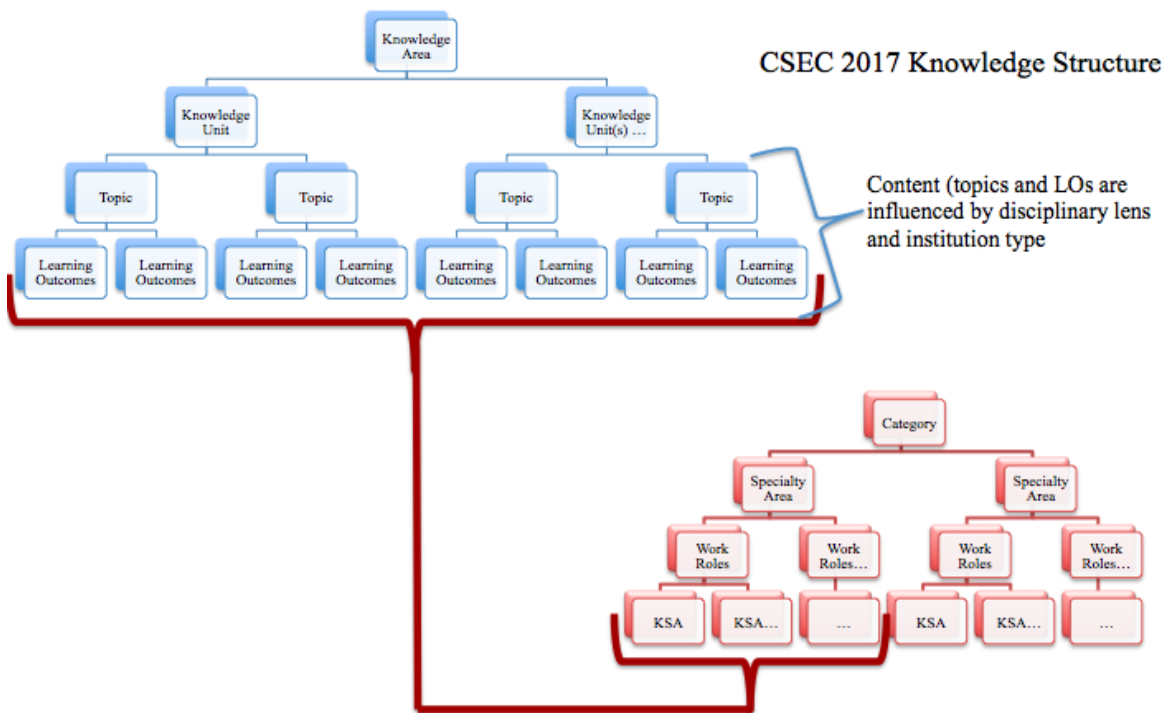 Knowledge
Area
CSEC 2017 Knowledge Structure
Knowledge
Unit
Knowledge
Unit(s) ...
Topic
Topic
Topic
Topic
Content (topics and LOs are
influenced by disciplinary lens
and institution type
Learning
Outcomes
Learning
Outcomes
Learning
Outcomes
Learning
Outcomes
Learning
Outcomes
Learning
Outcomes
Learning
Outcomes
Learning
Outcomes
Category
Specialty
Area
Specialty
Area
Work
Roles
Work
Roles...
Work
Roles
Work
Roles...
KSA
KSA...
...
KSA
KSA...
...